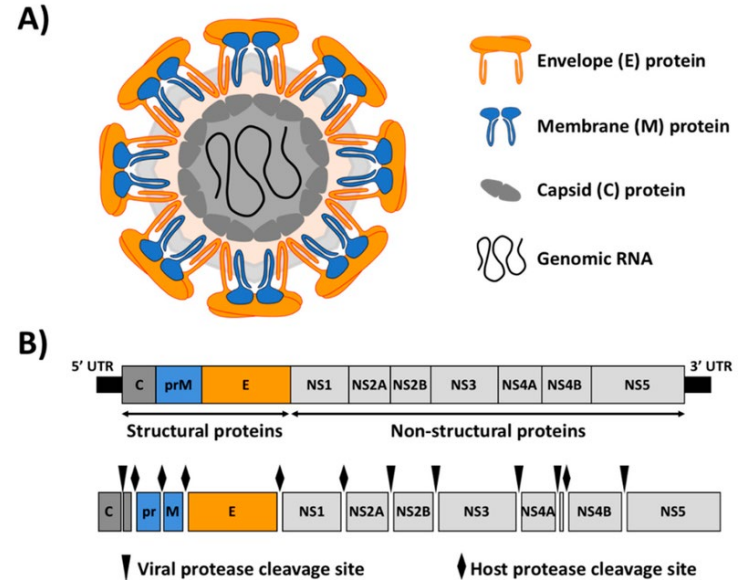 A)
Envelope (E) protein
Membrane (M) protein
Capsid (C) protein
Genomic RNA
B)
5’ UTR
3’ UTR
C prM E NS1 NS2A NS2B NS3 NS4A NS4B NS5
Structural proteins
Non-structural proteins
C pr M E NS1 NS2A NS2B NS3 NS4A NS4B NS5
Viral protease cleavage site
Host protease cleavage site